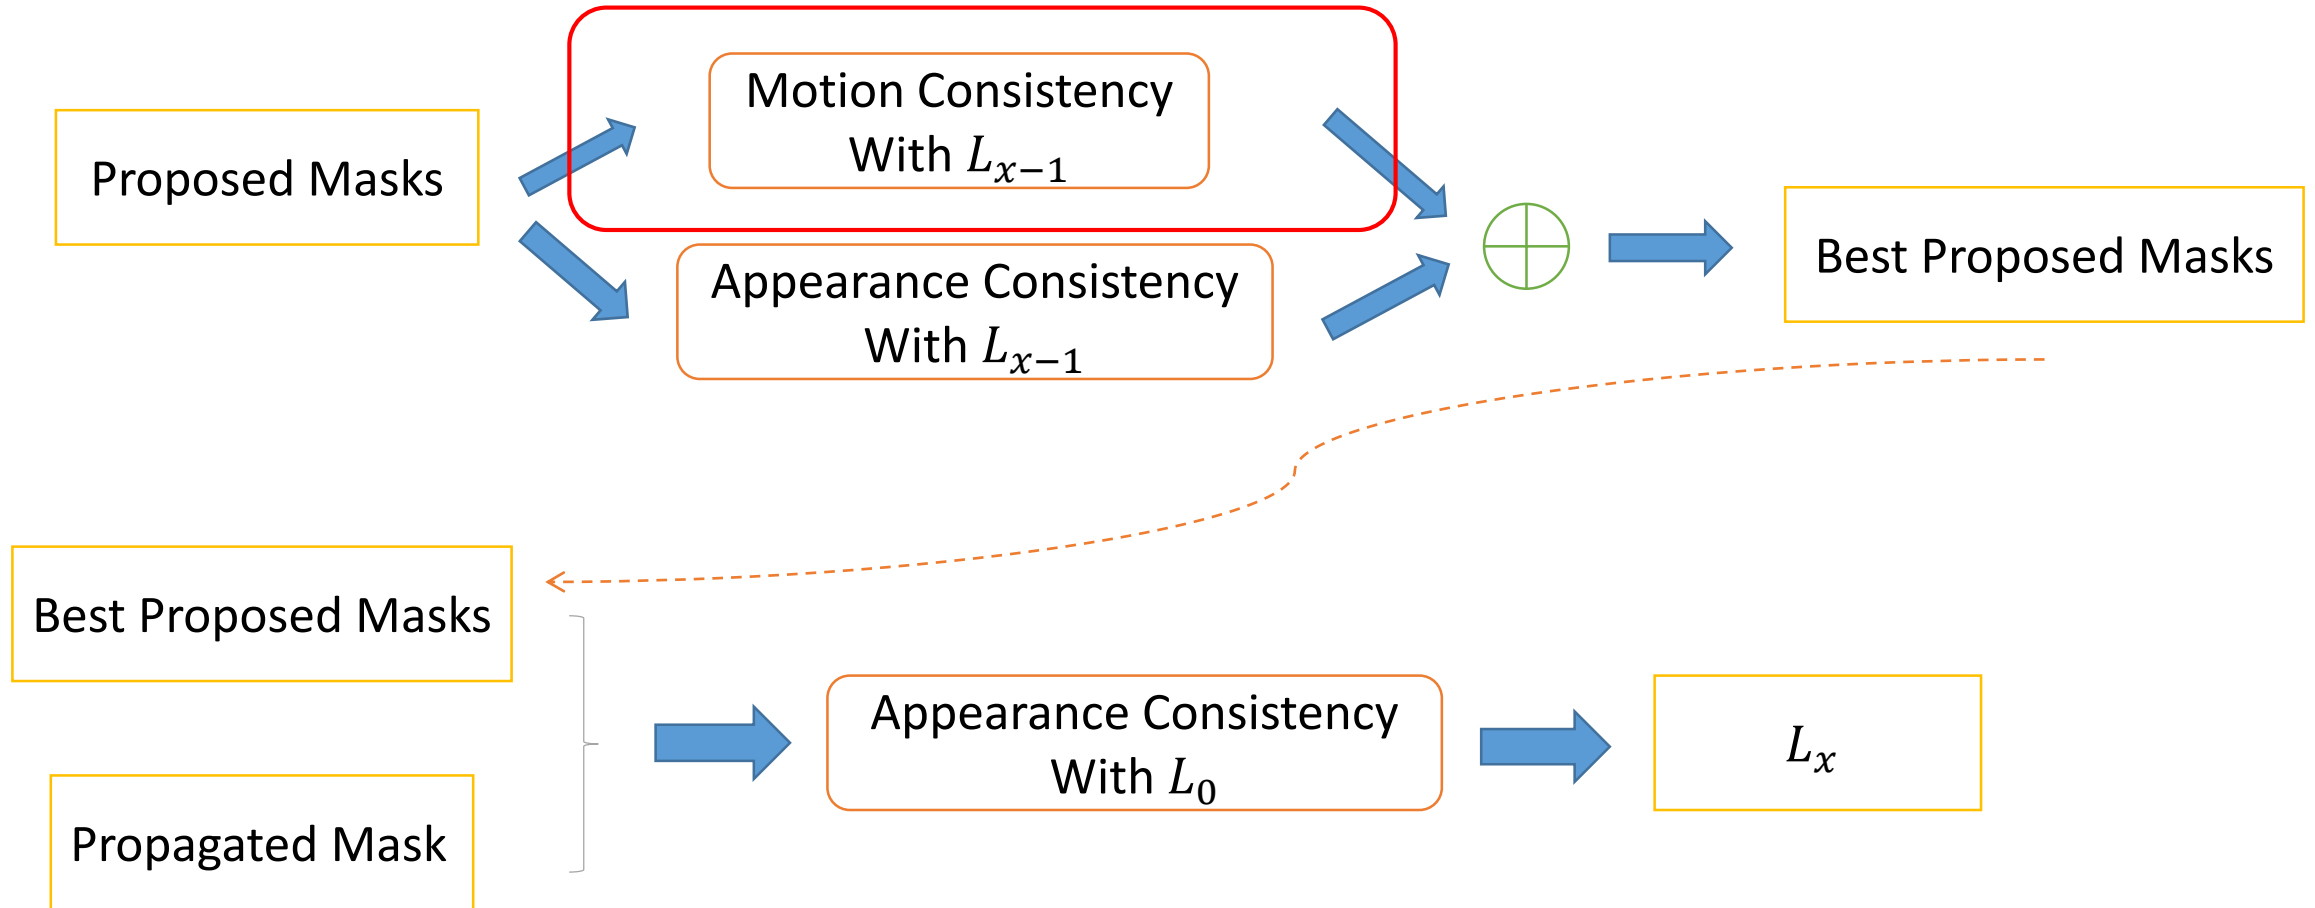 Proposed Masks
Motion Consistency
With $L_{x-1}$
Appearance Consistency
With $L_{x-1}$
Best Proposed Masks
Best Proposed Masks
Propagated Mask
Appearance Consistency
With $L_0$
$L_x$